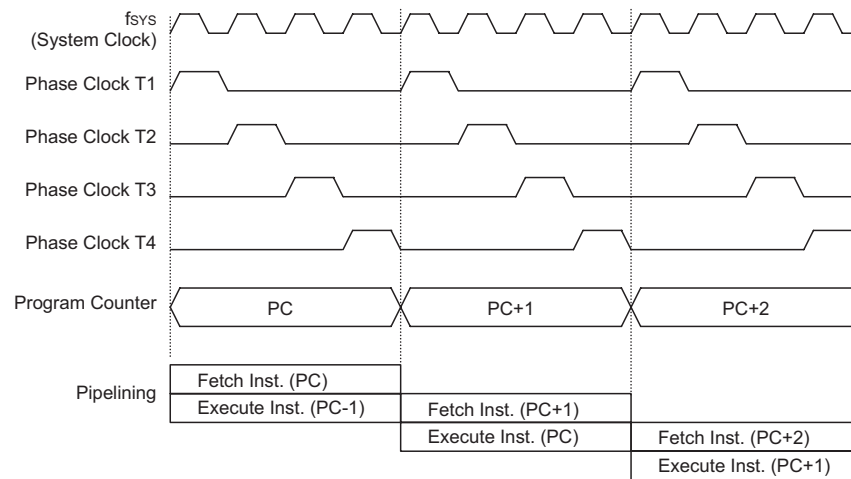 fSYS
(System Clock)
Phase Clock T1
Phase Clock T2
Phase Clock T3
Phase Clock T4
Program Counter
PC
PC+1
PC+2
Pipelining
Fetch Inst. (PC)
Execute Inst. (PC-1)
Fetch Inst. (PC+1)
Execute Inst. (PC)
Fetch Inst. (PC+2)
Execute Inst. (PC+1)